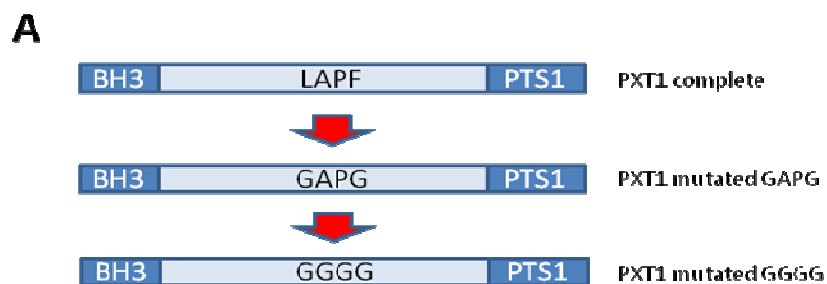 A
BH3 LAPF PTS1 PXT1 complete
BH3 GAPG PTS1 PXT1 mutated GAPG
BH3 GGGG PTS1 PXT1 mutated GGGG